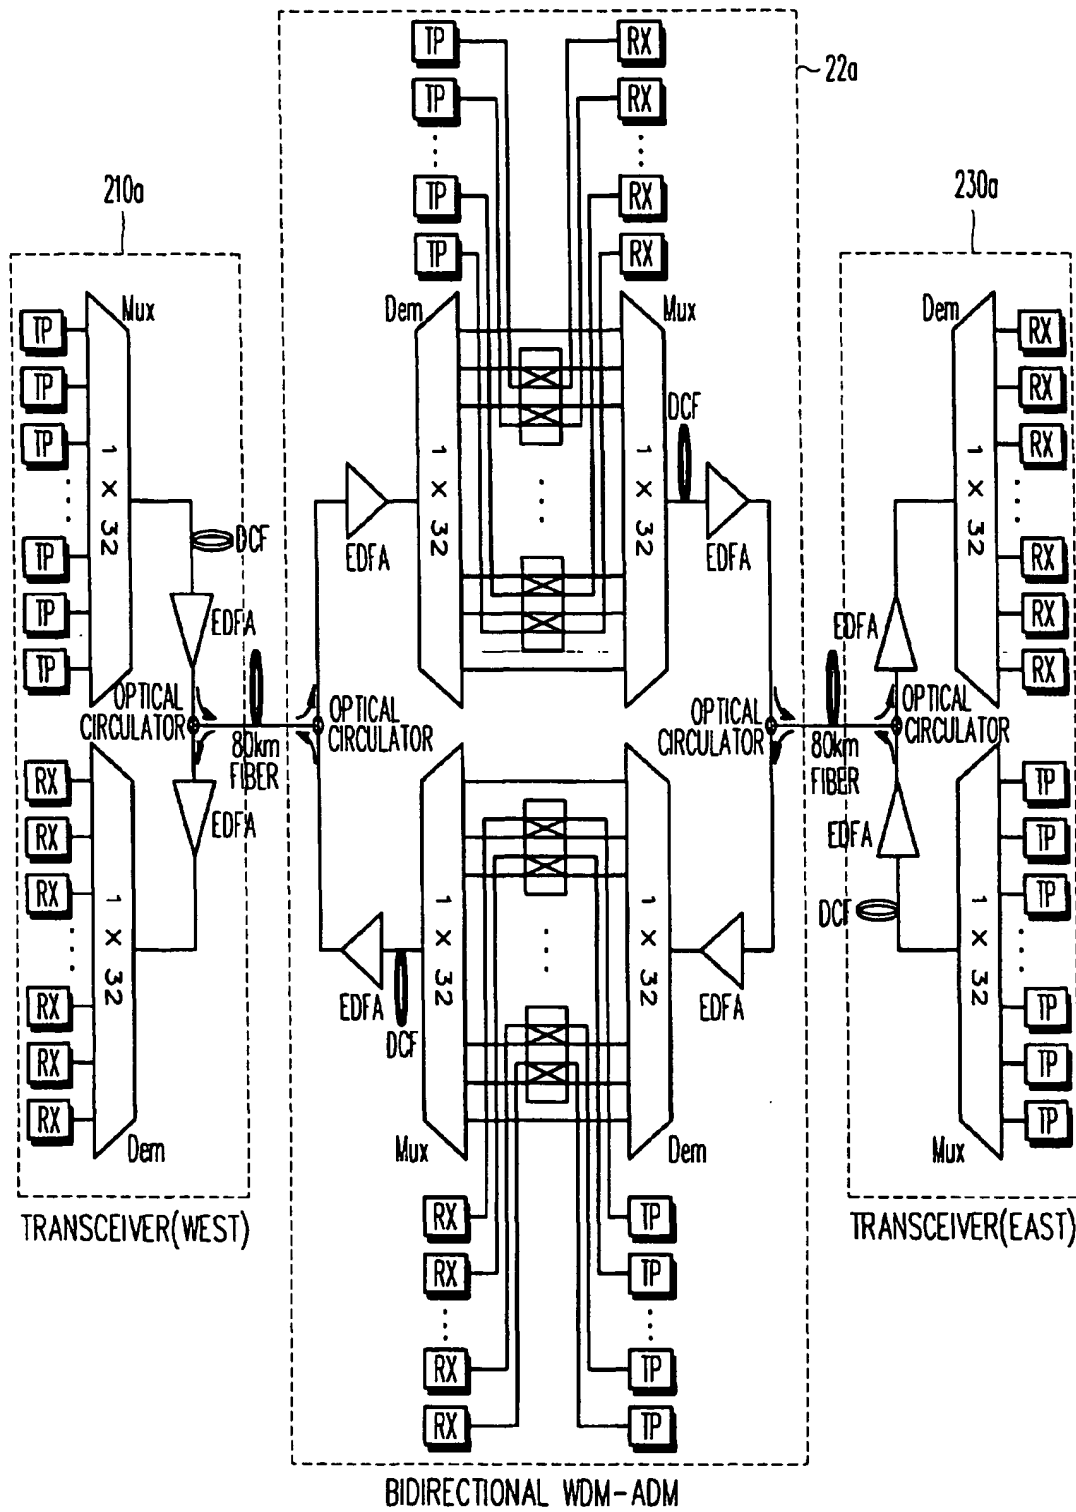 TP
RX
22a
TP
RX
TP
RX
TP
RX
210a
230a
Mux
TP
TP
TP
TP
TP
TP
1 X 32
DCF
EDFA
OPTICAL
CIRCULATOR
80km
FIBER
EDFA
RX
RX
RX
RX
RX
RX
1 X 32
Dem
TRANSCEIVER(WEST)
Dem
1 X 32
Mux
1 X 32
DCF
EDFA
EDFA
OPTICAL
CIRCULATOR
OPTICAL
CIRCULATOR
1 X 32
1 X 32
EDFA
DCF
EDFA
Mux
Dem
RX
TP
RX
TP
RX
TP
RX
TP
BIDIRECTIONAL WDM-ADM
Dem
1 X 32
RX
RX
RX
RX
RX
RX
EDFA
80km
FIBER
OPTICAL
CIRCULATOR
EDFA
DCF
1 X 32
TP
TP
TP
TP
TP
TP
Mux
TRANSCEIVER(EAST)